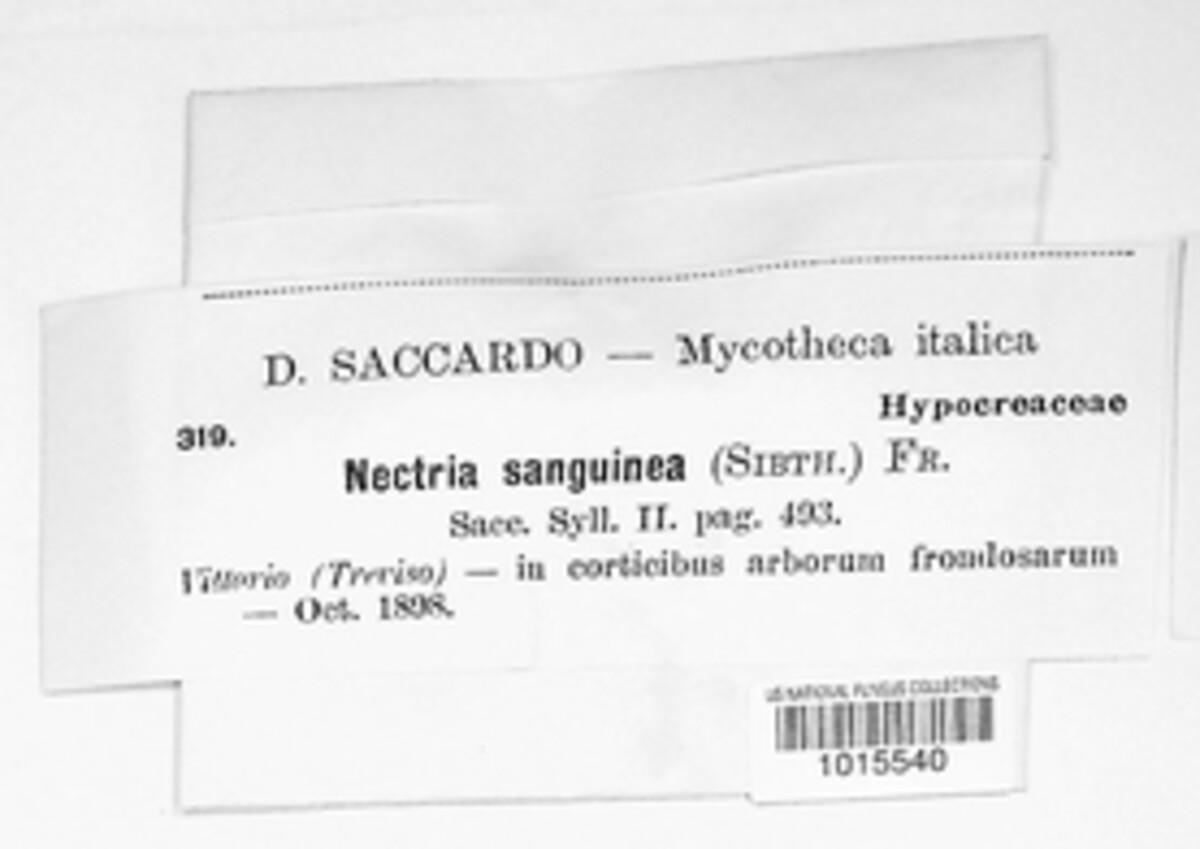 D. SACCARDO — Mycotheca italica
Hypocreaceae
319.
Nectria sanguinea (SIBTH.) FR.
Sacc. Syll. II. pag. 493.
Vittorio (Treviso) — in corticibus arborum frondosarum
— Oct. 1898.
US NATIONAL FUNGUS COLLECTIONS
1015540